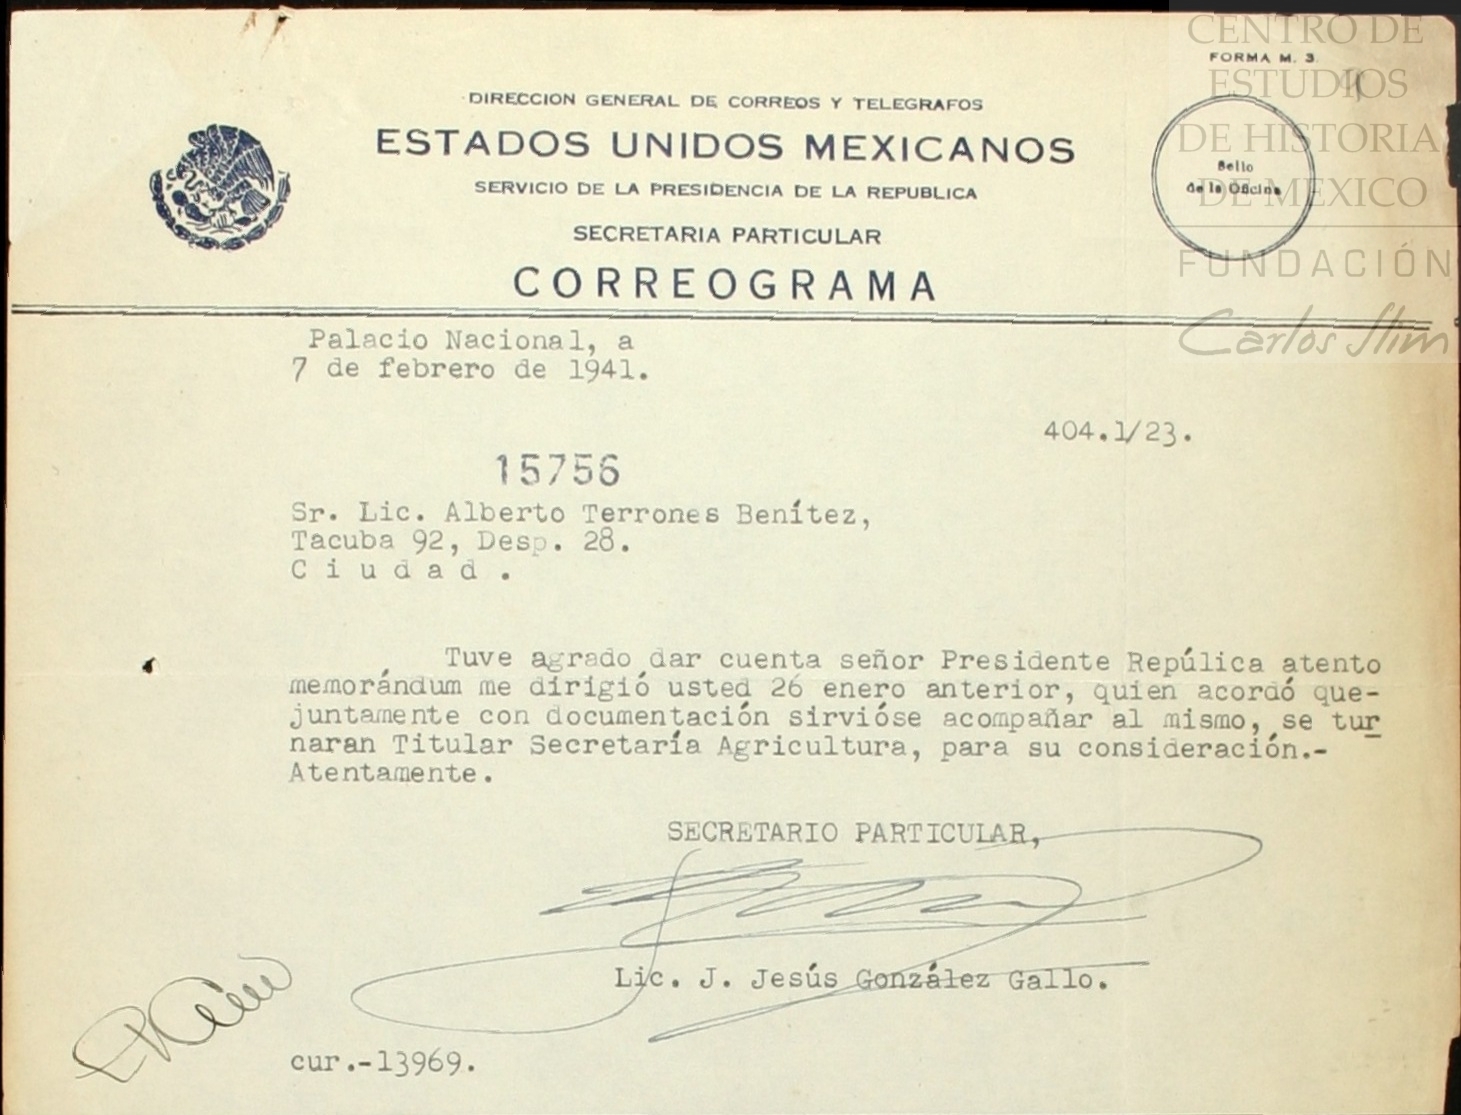 CENTRO DE
ESTUDIOS
DE HISTORIA
DE MEXICO
FUNDACIÓN
Carlos Slim
FORMA M. 3
DIRECCION GENERAL DE CORREOS Y TELEGRAFOS
ESTADOS UNIDOS MEXICANOS
SERVICIO DE LA PRESIDENCIA DE LA REPUBLICA
SECRETARIA PARTICULAR
CORREOGRAMA
Sello
de la Oficina
Palacio Nacional, a
7 de febrero de 1941.
404.1/23.
15756
Sr. Lic. Alberto Terrones Benítez,
Tacuba 92, Desp. 28.
C i u d a d .
Tuve agrado dar cuenta señor Presidente Repúlica atento
memorándum me dirigió usted 26 enero anterior, quien acordó que-
juntamente con documentación sirvióse acompañar al mismo, se tur
naran Titular Secretaría Agricultura, para su consideración.-
Atentamente.
SECRETARIO PARTICULAR,
Lic. J. Jesús González Gallo.
cur.-13969.